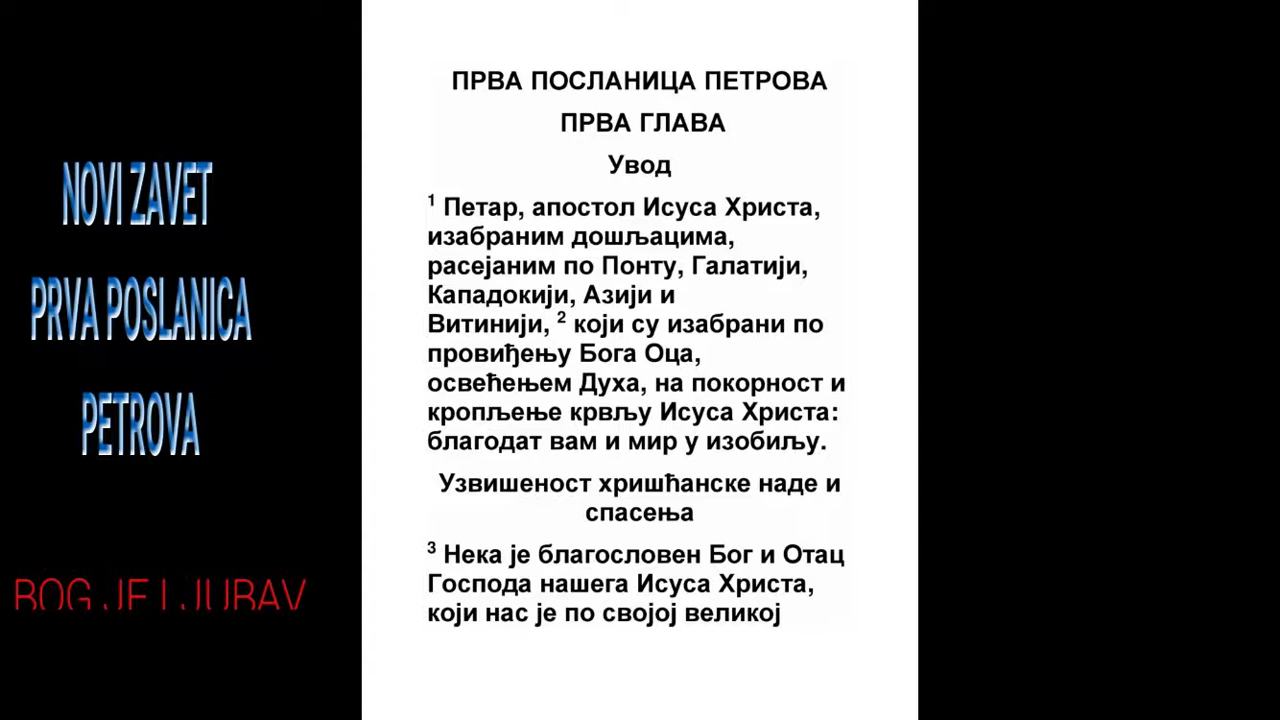 NOVI ZAVET
PRVA POSLANICA
PETROVA
BOG JE LJUBAV
ПРВА ПОСЛАНИЦА ПЕТРОВА
ПРВА ГЛАВА
Увод
1 Петар, апостол Исуса Христа,
изабраним дошљацима,
расејаним по Понту, Галатији,
Кападокији, Азији и
Витинији, 2 који су изабрани по
провиђењу Бога Оца,
освећењем Духа, на покорност и
кропљење крвљу Исуса Христа:
благодат вам и мир у изобиљу.
Узвишеност хришћанске наде и
спасења
3 Нека је благословен Бог и Отац
Господа нашега Исуса Христа,
који нас је по својој великој